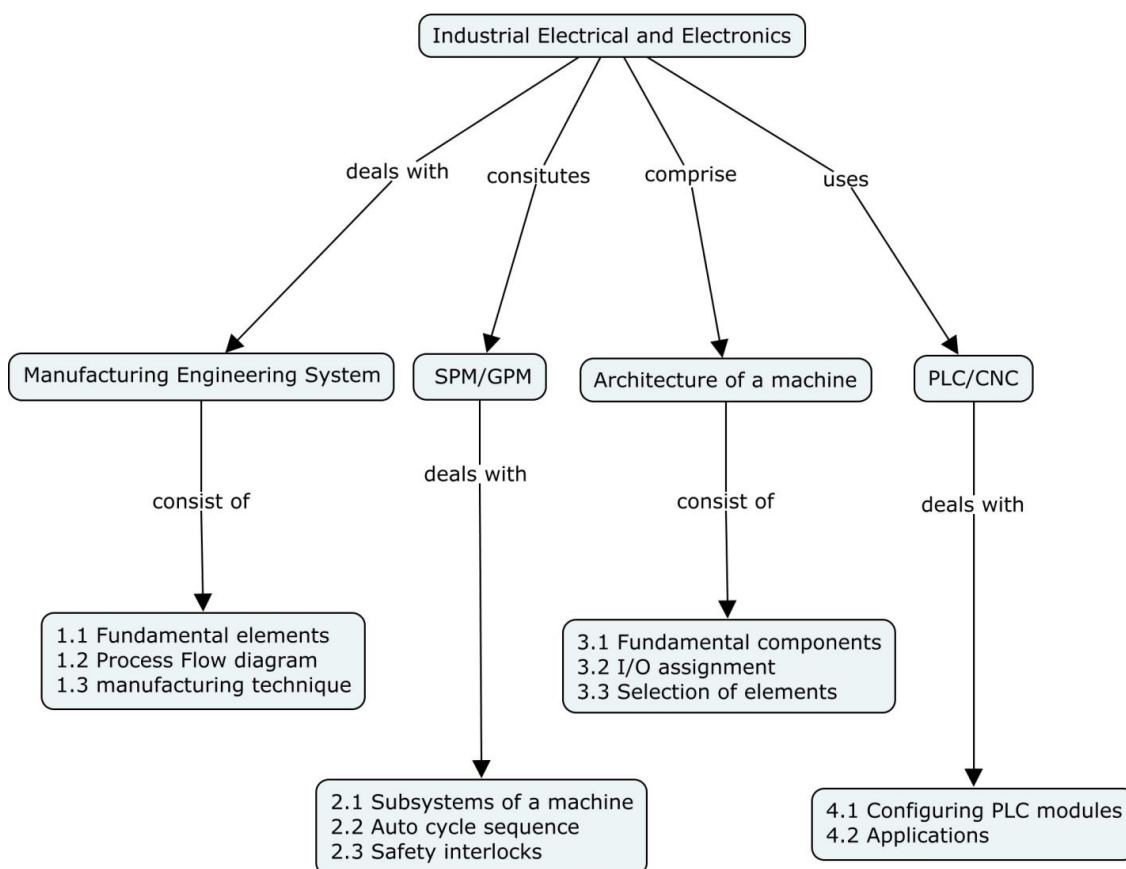 Industrial Electrical and Electronics
deals with
consitutes
comprise
uses
Manufacturing Engineering System
SPM/GPM
Architecture of a machine
PLC/CNC
consist of
deals with
consist of
deals with
1.1 Fundamental elements
1.2 Process Flow diagram
1.3 manufacturing technique
2.1 Subsystems of a machine
2.2 Auto cycle sequence
2.3 Safety interlocks
3.1 Fundamental components
3.2 I/O assignment
3.3 Selection of elements
4.1 Configuring PLC modules
4.2 Applications